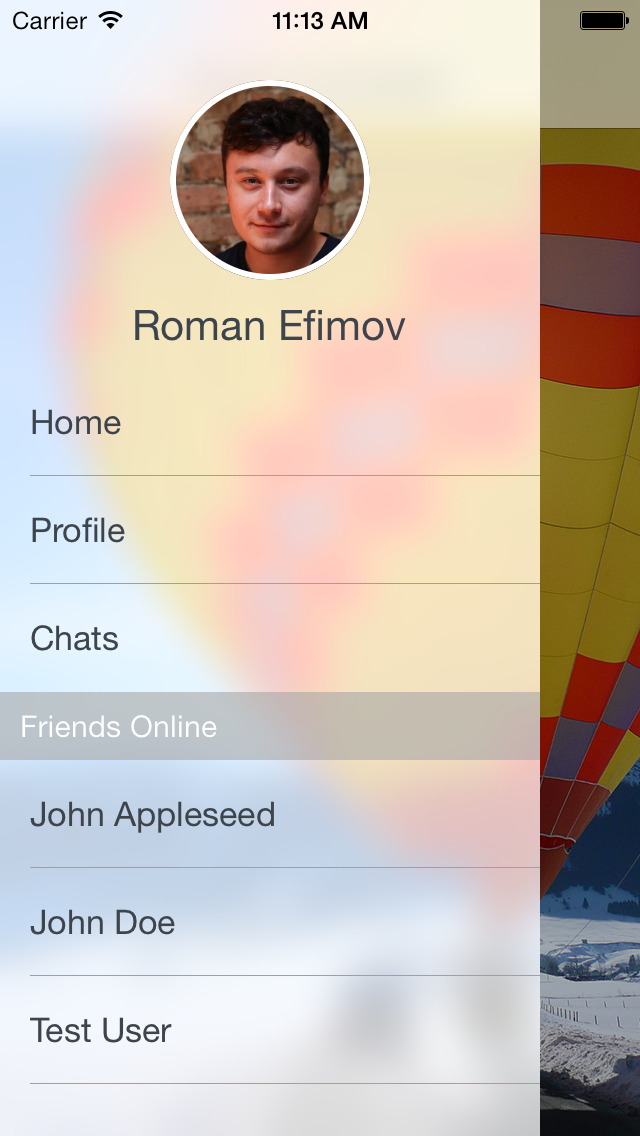 Carrier 11:13 AM
Roman Efimov
Home
Profile
Chats
Friends Online
John Appleseed
John Doe
Test User